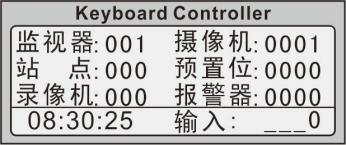 Keyboard Controller
监视器:001 摄像机:0001
站 点:000 预置位:0000
录像机:000 报警器:0000
08:30:25 输入: ___0